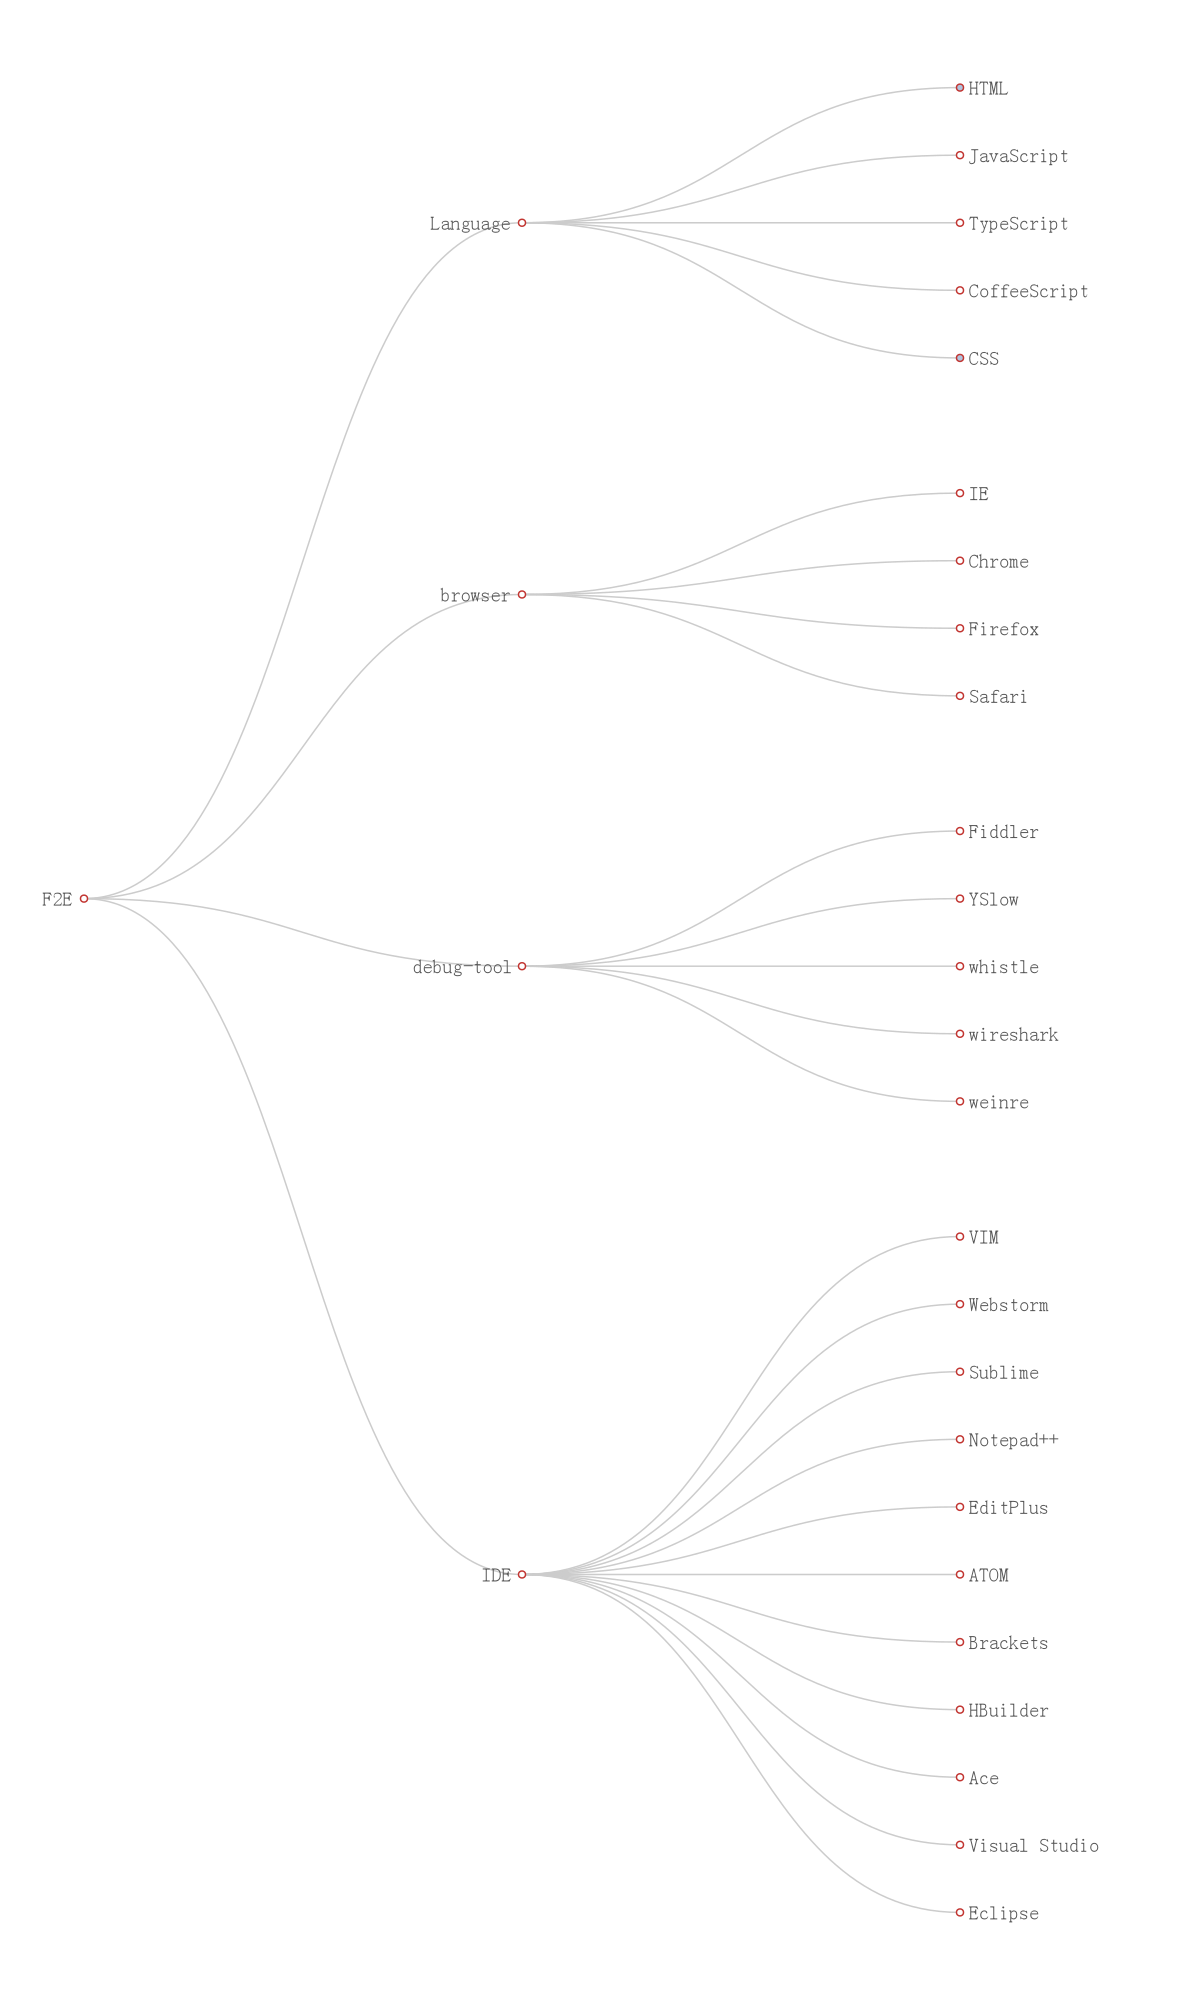 HTML
JavaScript
Language
TypeScript
CoffeeScript
CSS
IE
Chrome
browser
Firefox
Safari
Fiddler
F2E
YSlow
debug-tool
whistle
wireshark
weinre
VIM
Webstorm
Sublime
Notepad++
EditPlus
IDE
ATOM
Brackets
HBuilder
Ace
Visual Studio
Eclipse